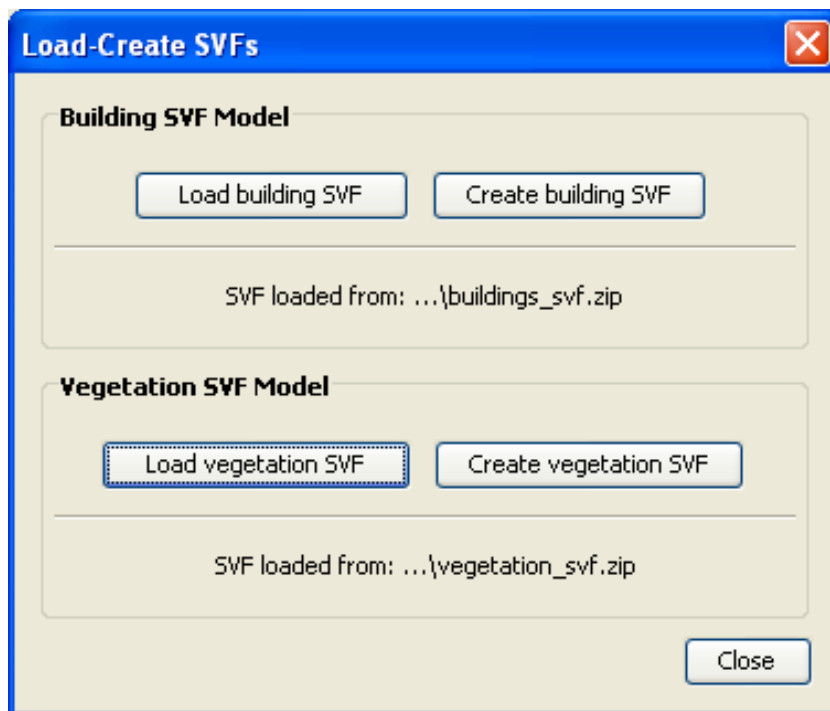 Load-Create SVFs
Building SVF Model
Load building SVF Create building SVF
SVF loaded from: ...\buildings_svf.zip
Vegetation SVF Model
Load vegetation SVF Create vegetation SVF
SVF loaded from: ...\vegetation_svf.zip
Close